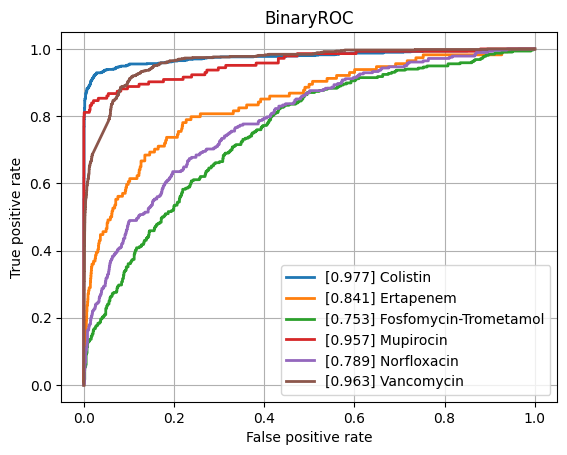 BinaryROC
True positive rate
1.0
0.8
0.6
0.4
0.2
0.0
[0.977] Colistin
[0.841] Ertapenem
[0.753] Fosfomycin-Trometamol
[0.957] Mupirocin
[0.789] Norfloxacin
[0.963] Vancomycin
0.0 0.2 0.4 0.6 0.8 1.0
False positive rate